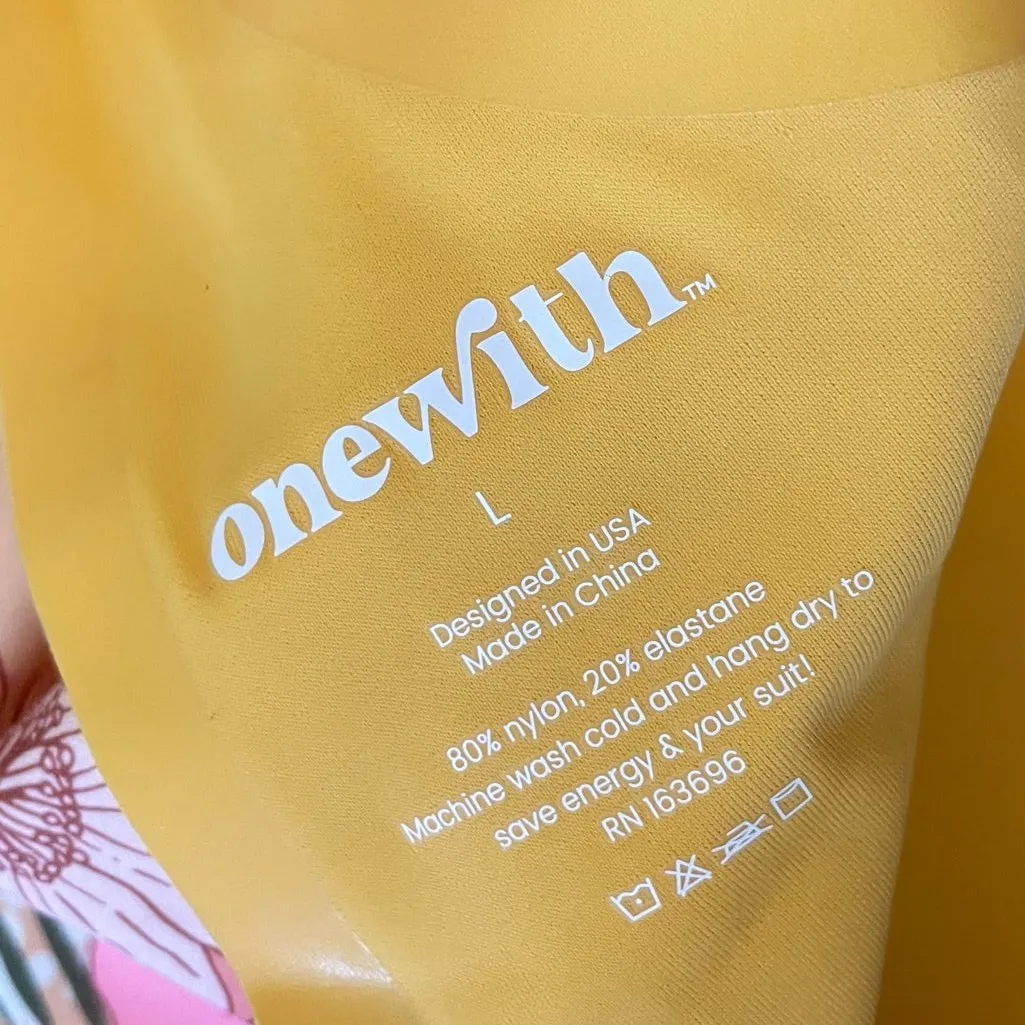 onewith™
L
Designed in USA
Made in China
80% nylon, 20% elastane
Machine wash cold and hang dry to
save energy & your suit!
RN 163696